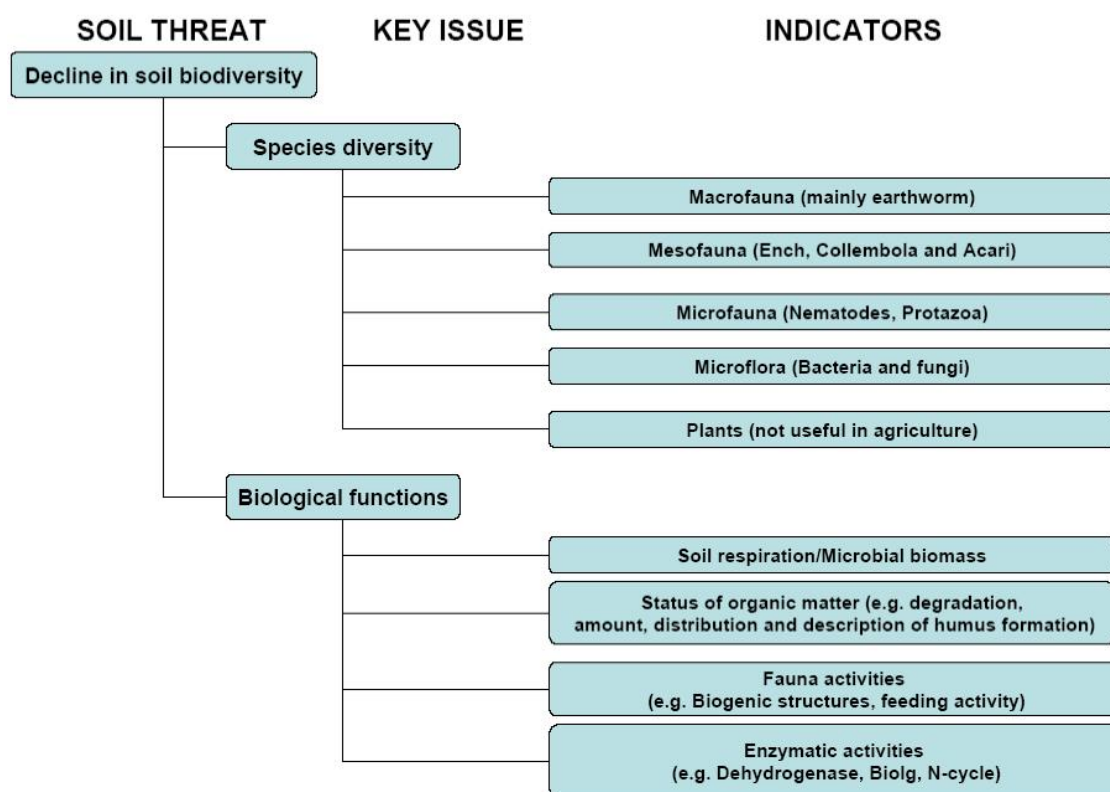 SOIL THREAT KEY ISSUE INDICATORS
Decline in soil biodiversity
Species diversity
Macrofauna (mainly earthworm)
Mesofauna (Ench, Collembola and Acari)
Microfauna (Nematodes, Protazoa)
Microflora (Bacteria and fungi)
Plants (not useful in agriculture)
Biological functions
Soil respiration/Microbial biomass
Status of organic matter (e.g. degradation,
amount, distribution and description of humus formation)
Fauna activities
(e.g. Biogenic structures, feeding activity)
Enzymatic activities
(e.g. Dehydrogenase, Biolg, N-cycle)